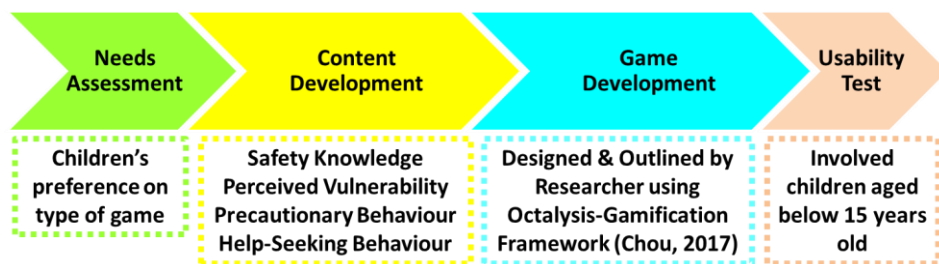 Needs
Assessment
Content
Development
Game
Development
Usability
Test
Children's
preference on
type of game
Safety Knowledge
Perceived Vulnerability
Precautionary Behaviour
Help-Seeking Behaviour
Designed & Outlined by
Researcher using
Octalysis-Gamification
Framework (Chou, 2017)
Involved
children aged
below 15 years
old